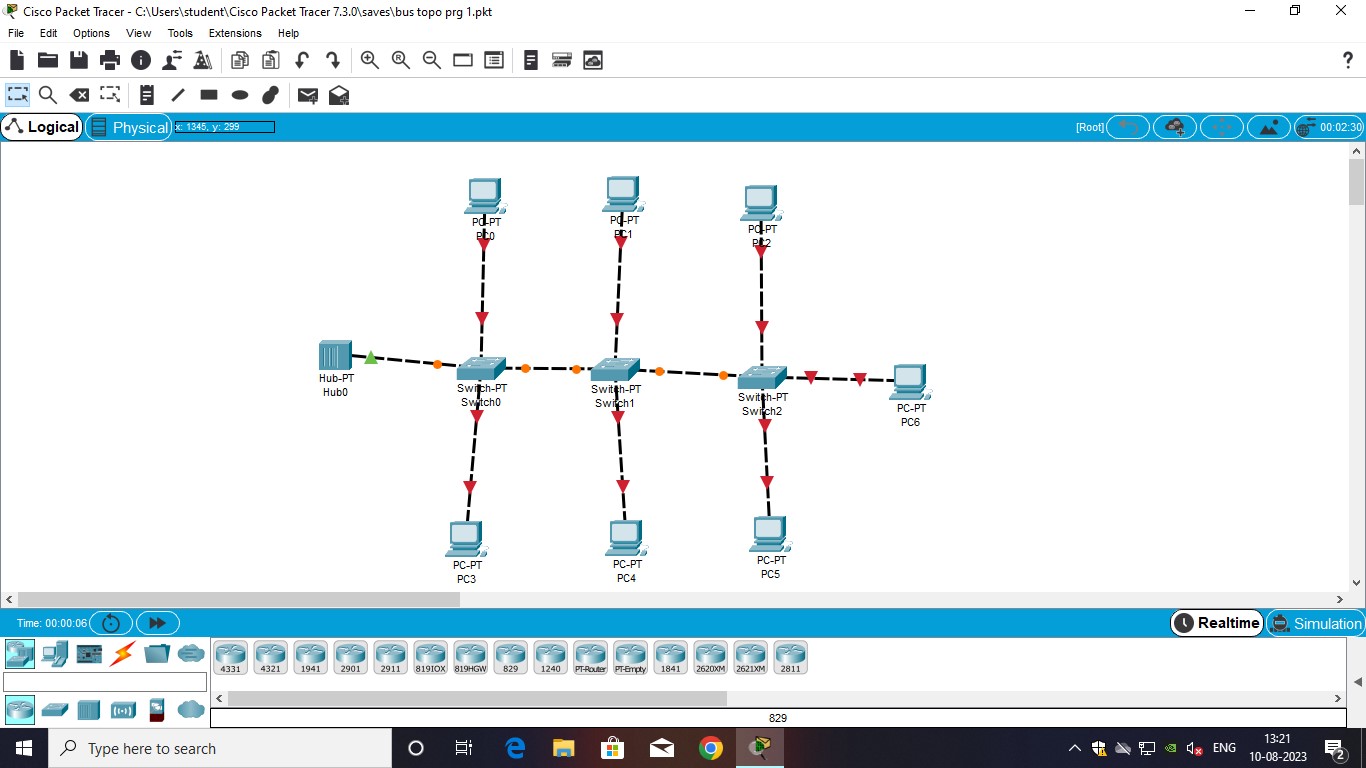 Cisco Packet Tracer - C:\Users\student\Cisco Packet Tracer 7.3.0\saves\bus topo prg 1.pkt
File Edit Options View Tools Extensions Help
Logical Physical x: 1345, y: 299 [Root] 00:02:30
PC-PT
PC0
PC-PT
PC1
PC-PT
PC2
Hub-PT
Hub0
Switch-PT
Switch0
Switch-PT
Switch1
Switch-PT
Switch2
PC-PT
PC6
PC-PT
PC3
PC-PT
PC4
PC-PT
PC5
Time: 00:00:06 Realtime Simulation
4331 4321 1941 2901 2911 819IOX 819HGW 829 1240 PT-Router PT-Empty 1841 2620XM 2621XM 2811
829
Type here to search
ENG
13:21
10-08-2023
2